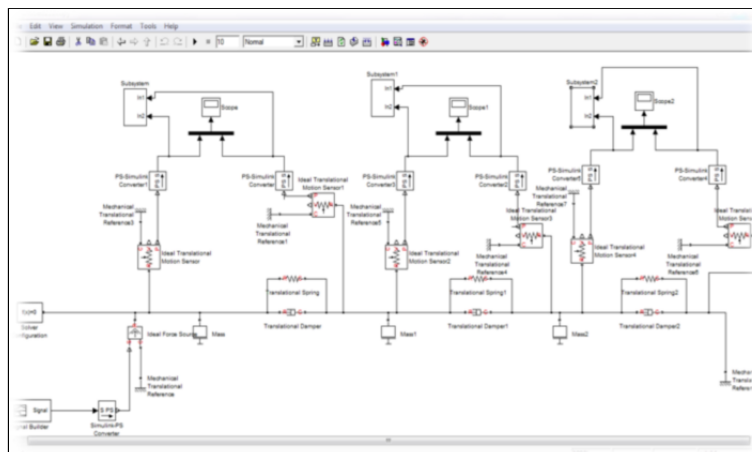 Edit View Simulation Format Tools Help
10 Normal
Subsystem
In1
In2
Scope
Subsystem1
In1
In2
Scope1
Subsystem2
In1
In2
Scope2
PS-Simulink
Converter1
PS-Simulink
Converter
PS-Simulink
Converter3
PS-Simulink
Converter2
PS-Simulink
Converter5
PS-Simulink
Converter4
Mechanical
Translational
Reference3
Ideal Translational
Motion Sensor1
Mechanical
Translational
Reference1
Mechanical
Translational
Reference5
Ideal Translational
Motion Sensor3
Mechanical
Translational
Reference4
Mechanical
Translational
Reference7
Mechanical
Translational
Reference6
Ideal Translational
Motion Sensor
Ideal Translational
Motion Sensor2
Ideal Translational
Motion Sensor4
Translational Spring
Translational Spring1
Translational Spring2
f(x)=0
Translational Damper
Translational Damper1
Translational Damper2
Ideal Force Source
Mass
Mass1
Mass2
Mechanical
Translational
Reference
Signal
S PS
Simulink-PS
Converter